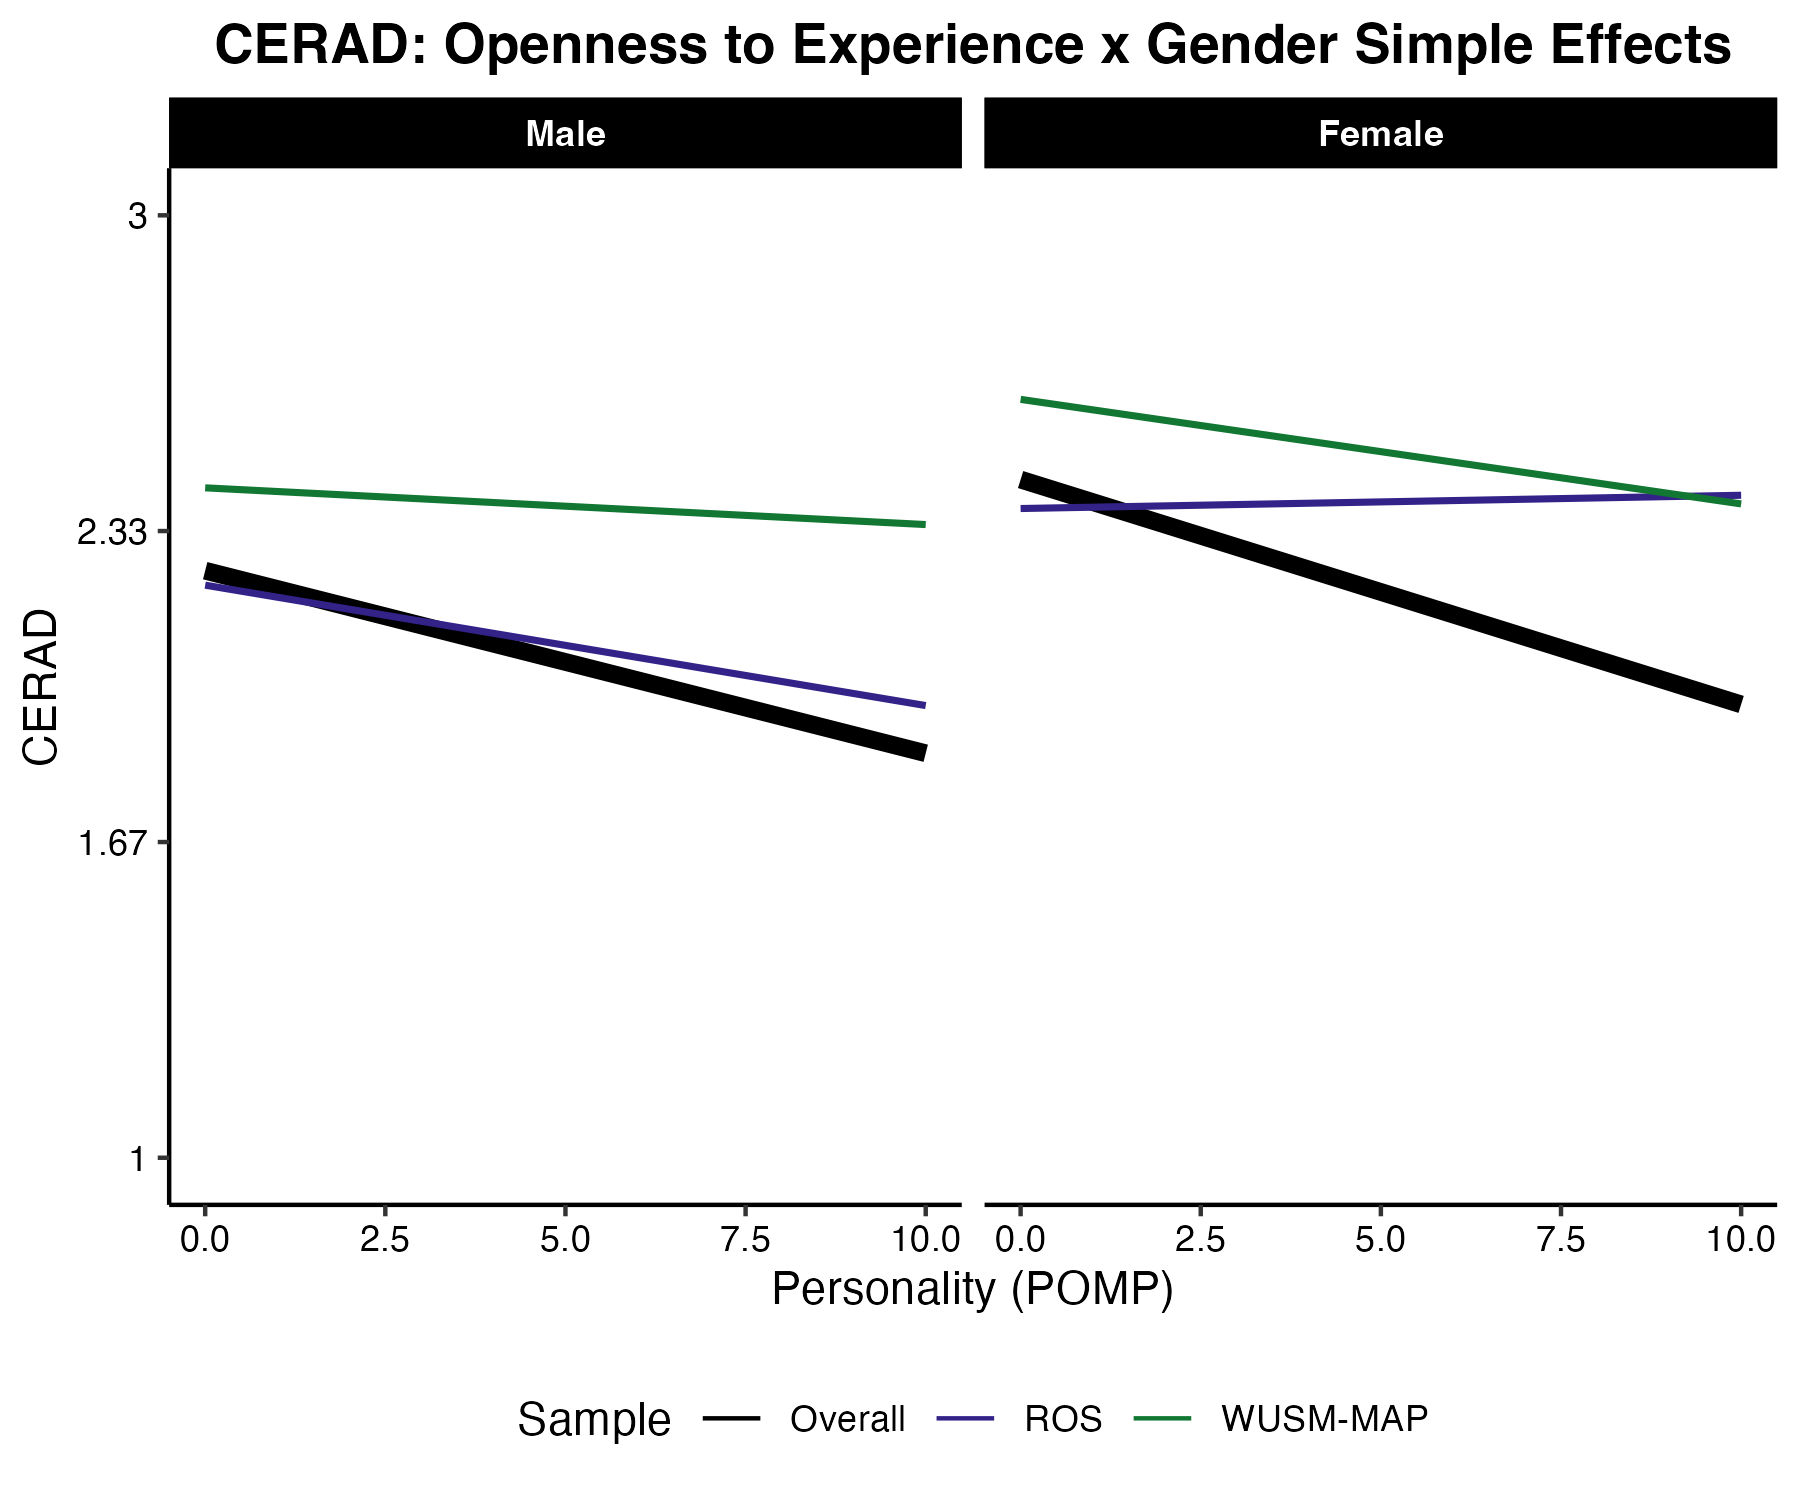 CERAD: Openness to Experience x Gender Simple Effects
Male
Female
3
2.33
1.67
1
CERAD
0.0 2.5 5.0 7.5 10.0 0.0 2.5 5.0 7.5 10.0
Personality (POMP)
Sample Overall ROS WUSM-MAP